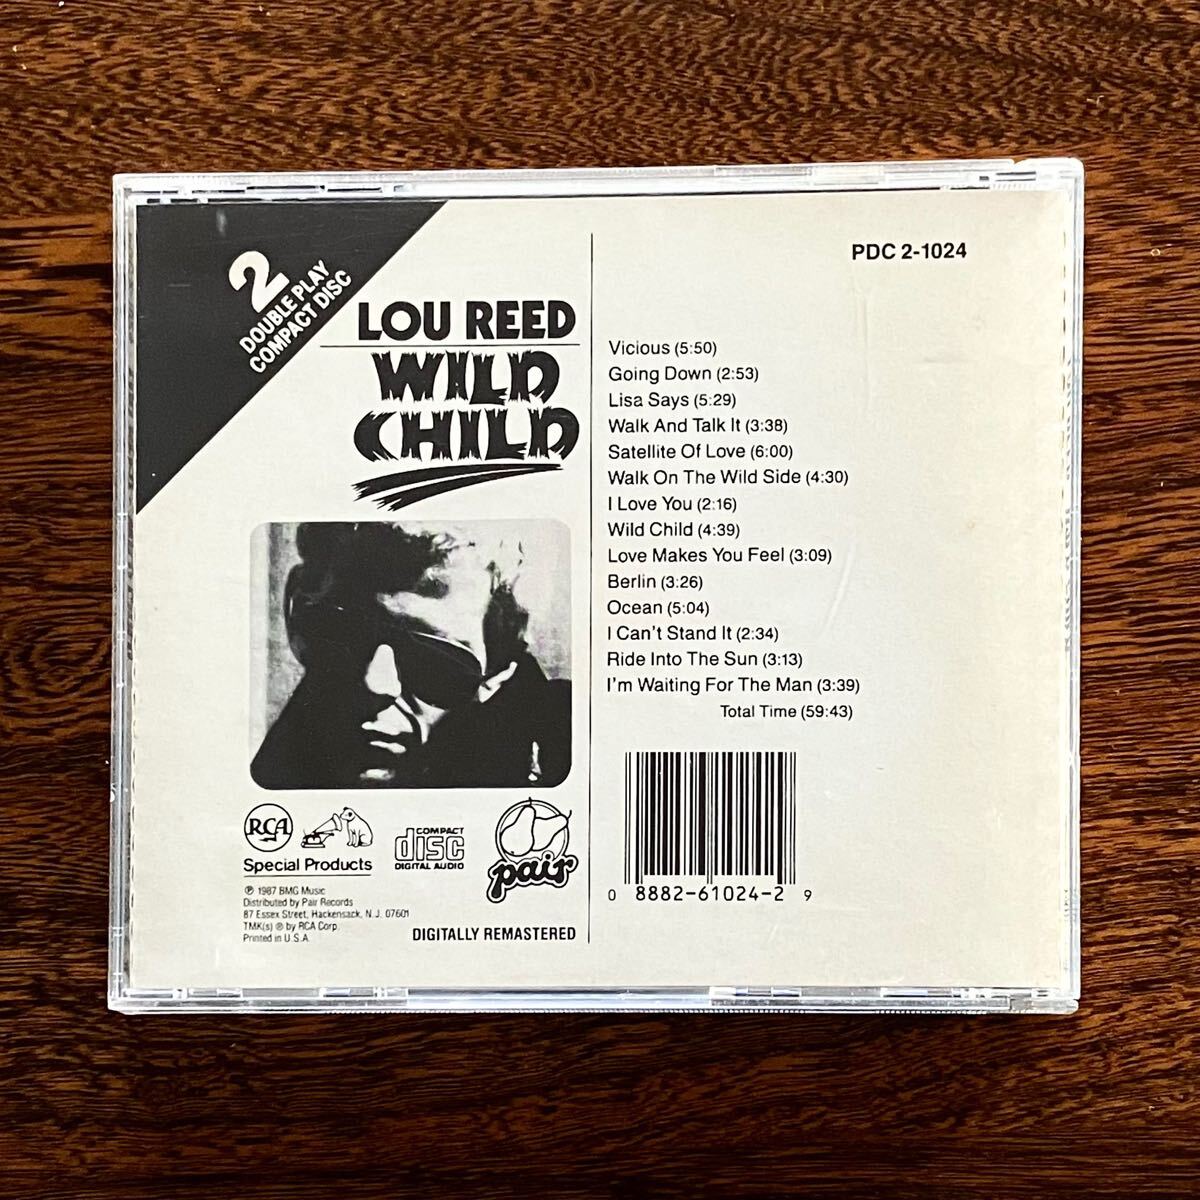 2
DOUBLE PLAY
COMPACT DISC
LOU REED
WILD
CHILD
RCA
Special Products
COMPACT
disc
DIGITAL AUDIO
pair
℗ 1987 BMG Music
Distributed by Pair Records
87 Essex Street, Hackensack, N.J. 07601
TMK(s) ® by RCA Corp.
Printed in U.S.A.
DIGITALLY REMASTERED
PDC 2-1024
Vicious (5:50)
Going Down (2:53)
Lisa Says (5:29)
Walk And Talk It (3:38)
Satellite Of Love (6:00)
Walk On The Wild Side (4:30)
I Love You (2:16)
Wild Child (4:39)
Love Makes You Feel (3:09)
Berlin (3:26)
Ocean (5:04)
I Can't Stand It (2:34)
Ride Into The Sun (3:13)
I'm Waiting For The Man (3:39)
Total Time (59:43)
0 8882-61024-2 9